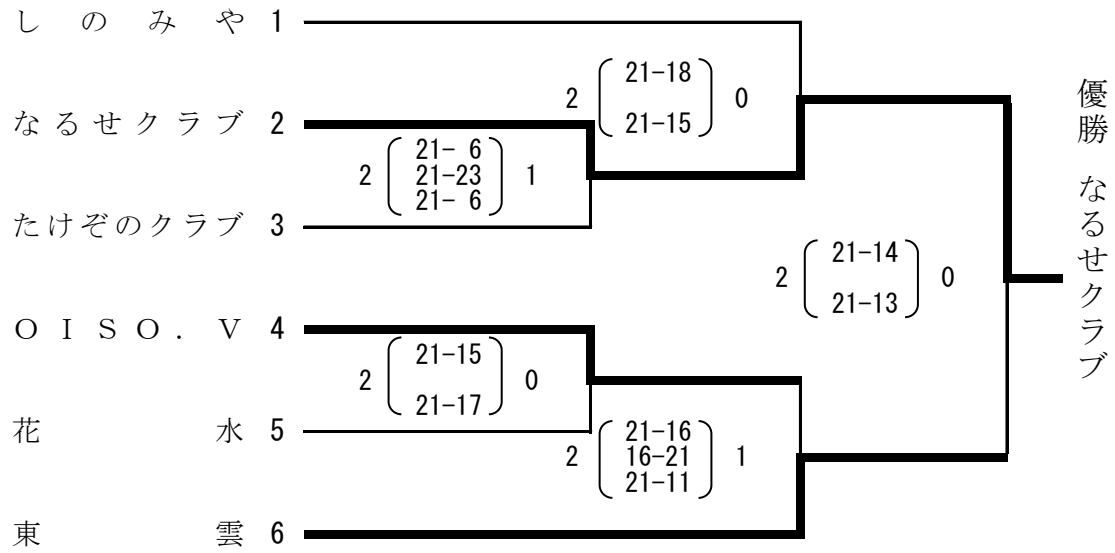 しのみや 1
2 21-18 0
21-15
なるせクラブ 2
2 21- 6 1
21-23
21- 6
たけぞのクラブ 3
2 21-14 0
21-13
優勝 なるせクラブ
OISO.V 4
2 21-15 0
21-17
花水 5
2 21-16 1
16-21
21-11
東雲 6